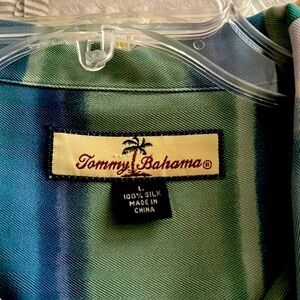 Tommy Bahama®
L
100% SILK
MADE IN
CHINA